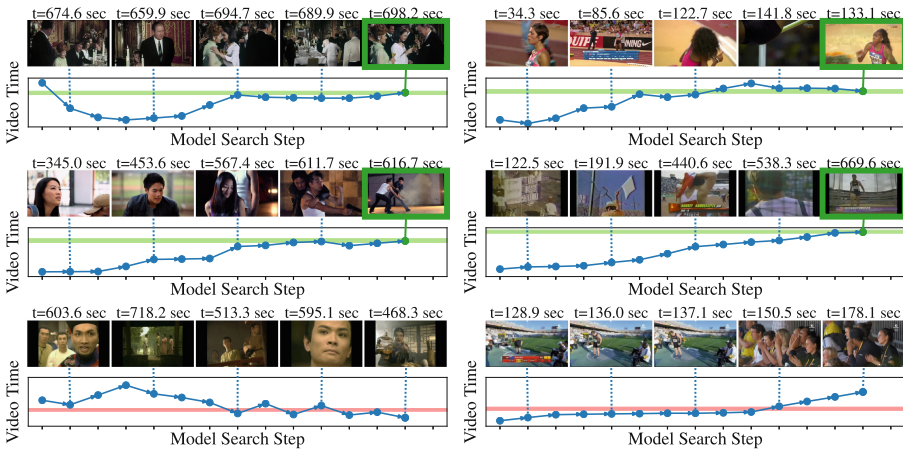 t=674.6 sec t=659.9 sec t=694.7 sec t=689.9 sec t=698.2 sec
Video Time
Model Search Step
t=34.3 sec t=85.6 sec t=122.7 sec t=141.8 sec t=133.1 sec
Video Time
Model Search Step
t=345.0 sec t=453.6 sec t=567.4 sec t=611.7 sec t=616.7 sec
Video Time
Model Search Step
t=122.5 sec t=191.9 sec t=440.6 sec t=538.3 sec t=669.6 sec
Video Time
Model Search Step
t=603.6 sec t=718.2 sec t=513.3 sec t=595.1 sec t=468.3 sec
Video Time
Model Search Step
t=128.9 sec t=136.0 sec t=137.1 sec t=150.5 sec t=178.1 sec
Video Time
Model Search Step